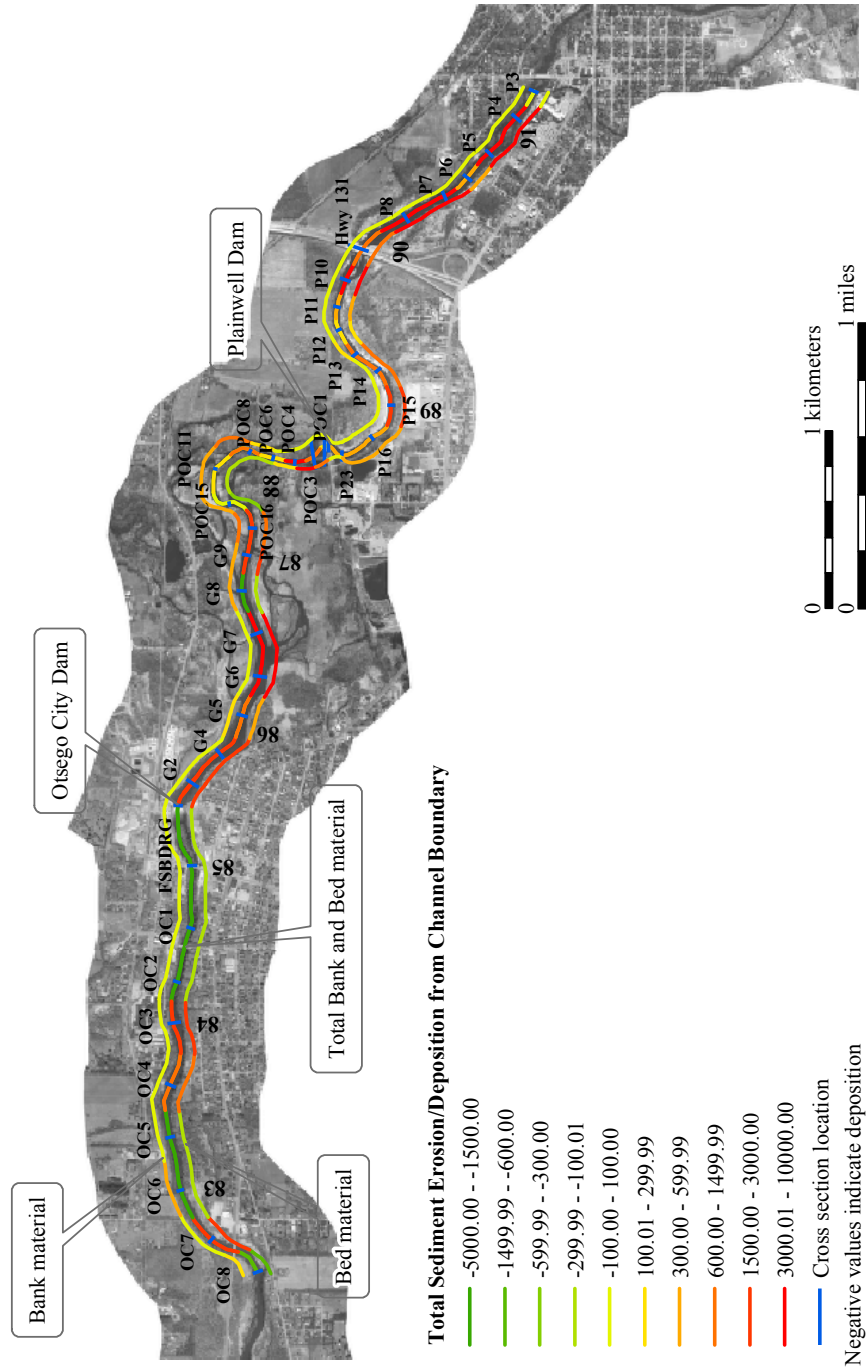 Bank material
Otsego City Dam
Plainwell Dam
OC8
OC7
OC6
OC5
OC4
OC3
OC2
OC1
FSBDRG
G2
G4
G5
G6
G7
G8
G9
POC16
POC15
POC11
POC8
POC6
POC4
POC3
POC1
P23
P16
P15
P14
P13
P12
P11
P10
Hwy 131
P8
P7
P6
P5
P4
P3
83
84
85
86
87
88
89
90
91
Bed material
Total Bank and Bed material
Total Sediment Erosion/Deposition from Channel Boundary
-5000.00 - -1500.00
-1499.99 - -600.00
-599.99 - -300.00
-299.99 - -100.01
-100.00 - 100.00
100.01 - 299.99
300.00 - 599.99
600.00 - 1499.99
1500.00 - 3000.00
3000.01 - 10000.00
Cross section location
Negative values indicate deposition
0 1 kilometers
0 1 miles